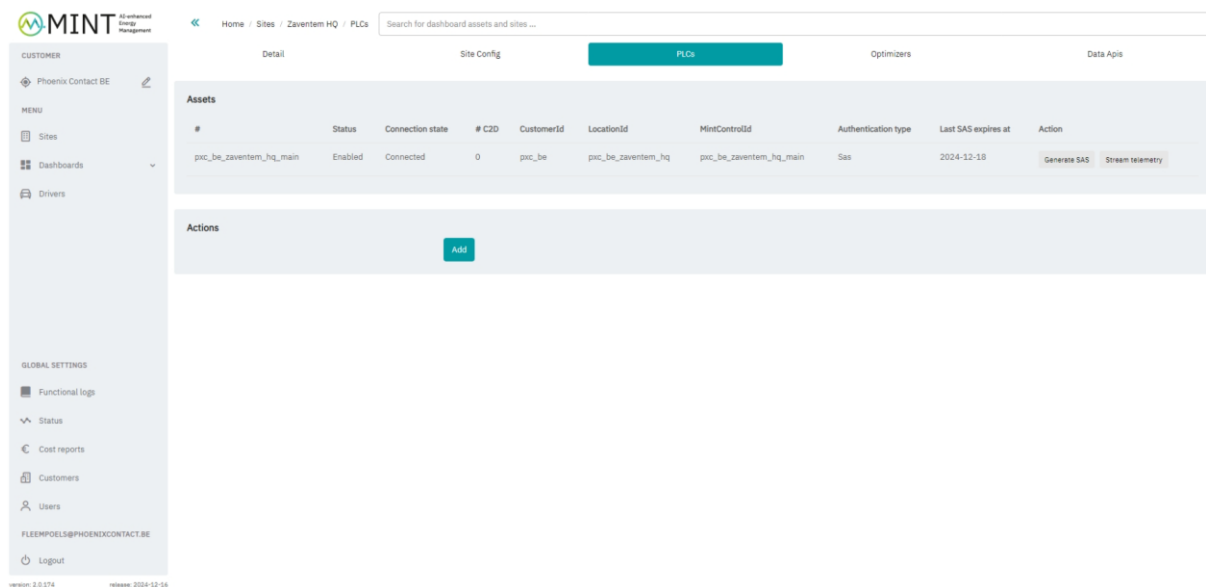 MINT AI-enhanced Energy Management
Home / Sites / Zaventem HQ / PLCs
Search for dashboard assets and sites ...
CUSTOMER
Phoenix Contact BE
MENU
Sites
Dashboards
Drivers
Detail Site Config PLCs Optimizers Data Apis
Assets
# Status Connection state # C2D CustomerId LocationId MintControlId Authentication type Last SAS expires at Action
pxc_be_zaventem_hq_main Enabled Connected 0 pxc_be pxc_be_zaventem_hq pxc_be_zaventem_hq_main Sas 2024-12-18 Generate SAS Stream telemetry
Actions
Add
GLOBAL SETTINGS
Functional logs
Status
Cost reports
Customers
Users
FLEEMPOELS@PHOENIXCONTACT.BE
Logout
version: 2.0.174 release: 2024-12-16